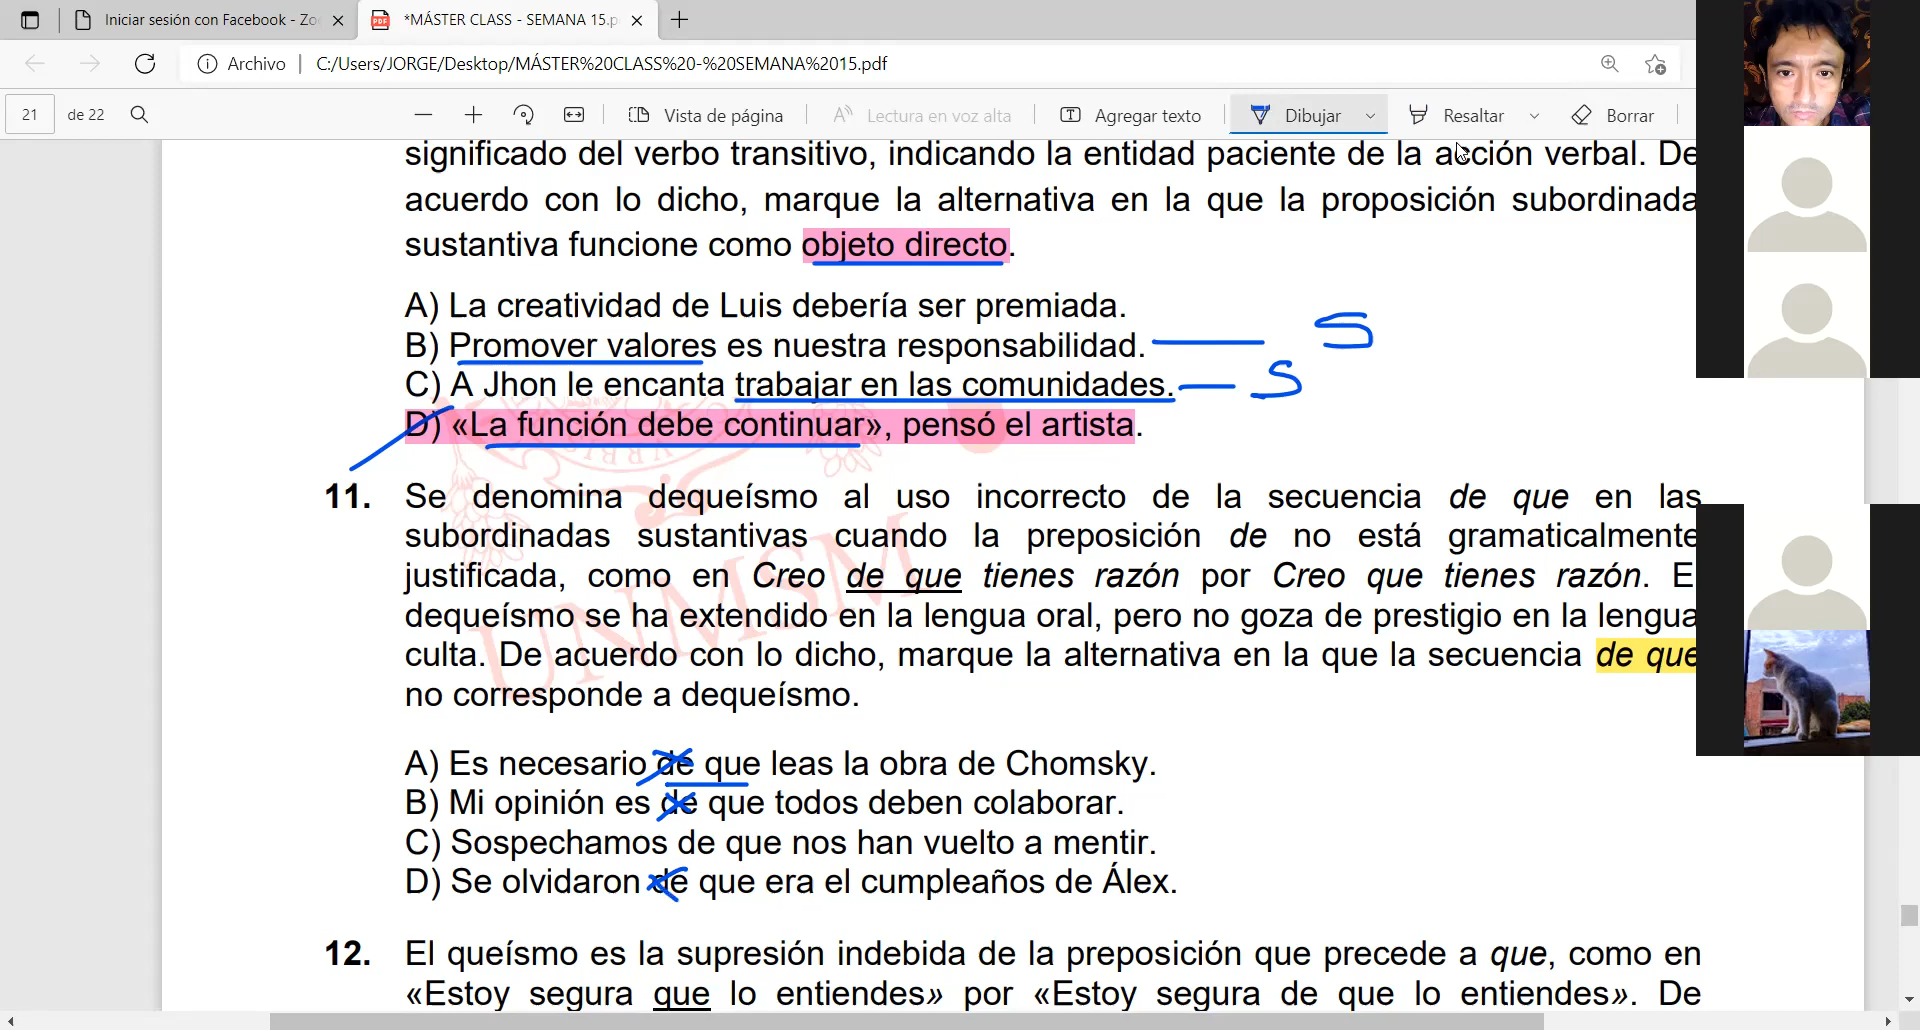 Iniciar sesión con Facebook - Zo
*MÁSTER CLASS - SEMANA 15.p
Archivo | C:/Users/JORGE/Desktop/MÁSTER%20CLASS%20-%20SEMANA%2015.pdf
21 de 22 Vista de página Lectura en voz alta Agregar texto Dibujar Resaltar Borrar
significado del verbo transitivo, indicando la entidad paciente de la acción verbal. De
acuerdo con lo dicho, marque la alternativa en la que la proposición subordinada
sustantiva funcione como objeto directo.
A) La creatividad de Luis debería ser premiada.
B) Promover valores es nuestra responsabilidad. S
C) A Jhon le encanta trabajar en las comunidades. S
D) «La función debe continuar», pensó el artista.
11. Se denomina dequeísmo al uso incorrecto de la secuencia de que en las
subordinadas sustantivas cuando la preposición de no está gramaticalmente
justificada, como en Creo de que tienes razón por Creo que tienes razón. E
dequeísmo se ha extendido en la lengua oral, pero no goza de prestigio en la lengua
culta. De acuerdo con lo dicho, marque la alternativa en la que la secuencia de que
no corresponde a dequeísmo.
A) Es necesario de que leas la obra de Chomsky.
B) Mi opinión es de que todos deben colaborar.
C) Sospechamos de que nos han vuelto a mentir.
D) Se olvidaron de que era el cumpleaños de Álex.
12. El queísmo es la supresión indebida de la preposición que precede a que, como en
«Estoy segura que lo entiendes» por «Estoy segura de que lo entiendes». De
UNMSM